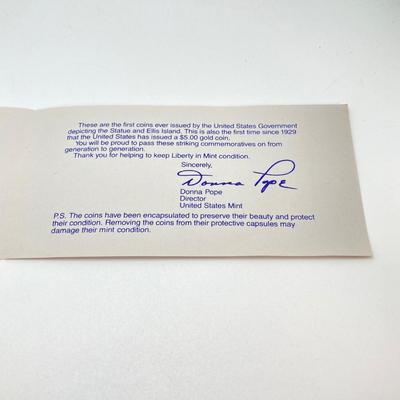 These are the first coins ever issued by the United States Government
depicting the Statue and Ellis Island. This is also the first time since 1929
that the United States has issued a $5.00 gold coin.
You will be proud to pass these striking commemoratives on from
generation to generation.
Thank you for helping to keep Liberty in Mint condition.
Sincerely,
Donna Pope
Donna Pope
Director
United States Mint
P.S. The coins have been encapsulated to preserve their beauty and protect
their condition. Removing the coins from their protective capsules may
damage their mint condition.